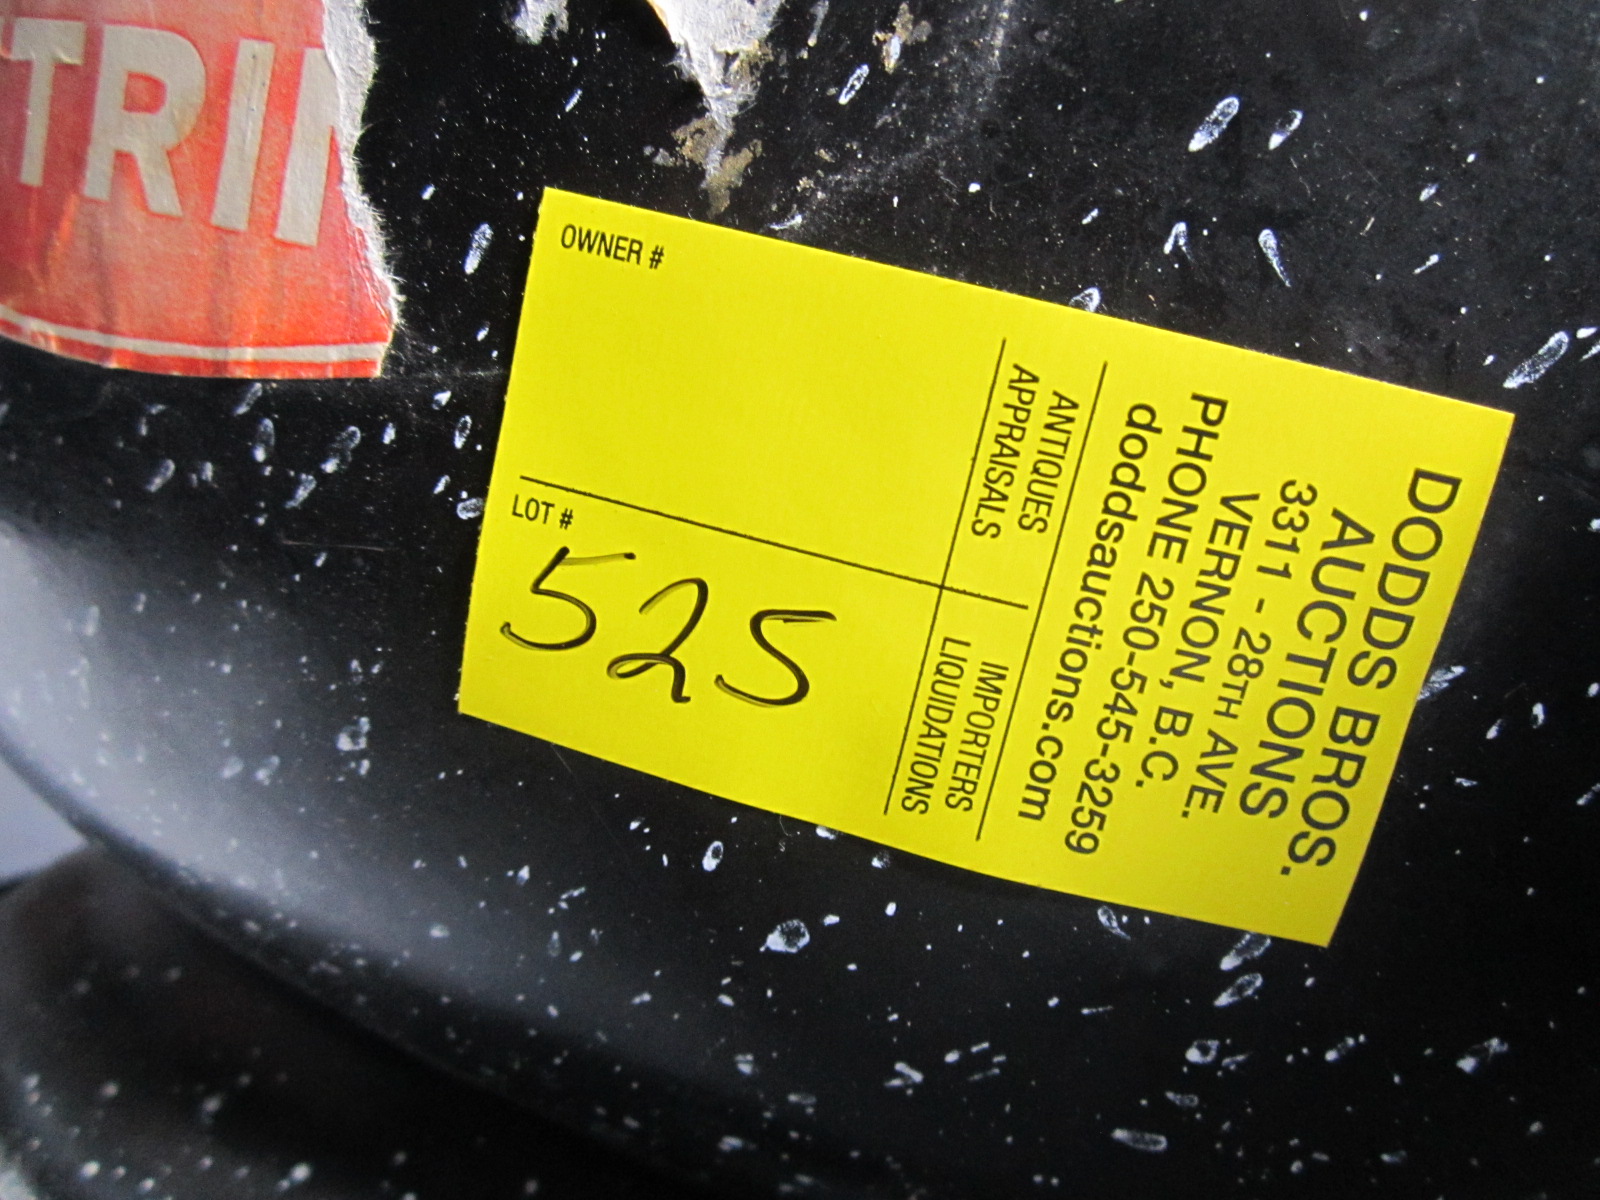 TRI
DODDS BROS.
AUCTIONS
3311 - 28TH AVE.
VERNON, B.C.
PHONE 250-545-3259
doddsauctions.com
ANTIQUES
APPRAISALS
IMPORTERS
LIQUIDATIONS
OWNER #
LOT #
525